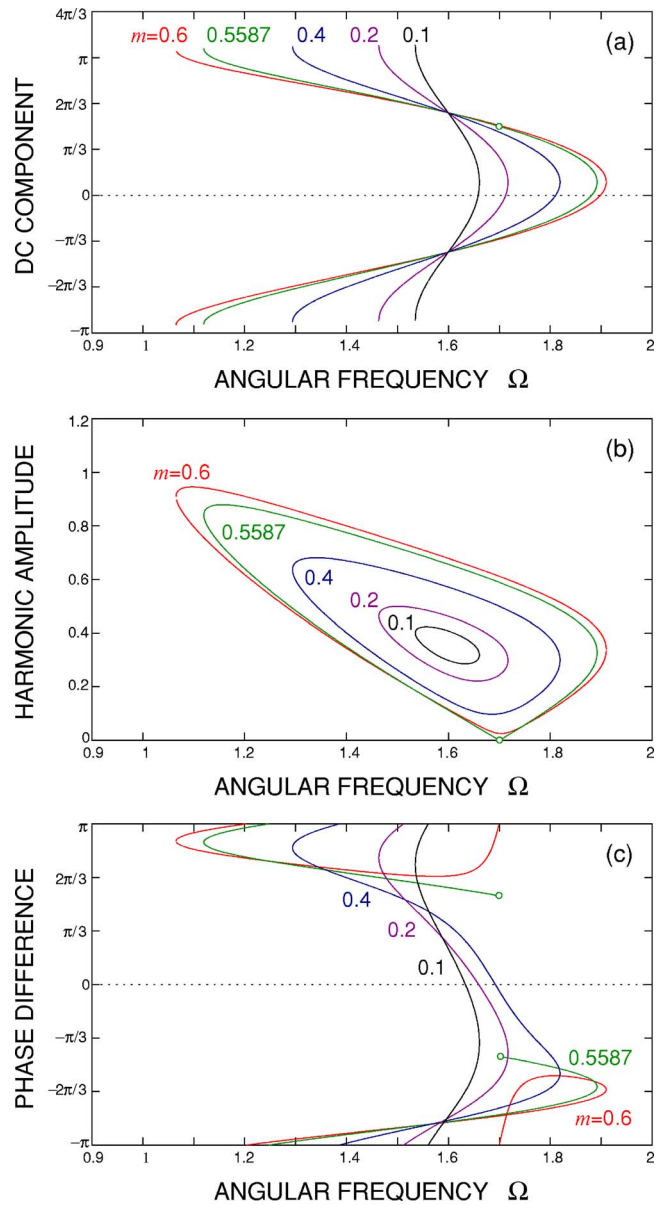 4π/3
m=0.6 0.5587 0.4 0.2 0.1 (a)
π
2π/3
π/3
0
−π/3
−2π/3
−π
DC COMPONENT
0.9 1 1.2 1.4 1.6 1.8 2
ANGULAR FREQUENCY Ω
1.2
(b)
1
m=0.6
0.8
0.5587
0.6
0.4
0.2
0.4
0.1
0.2
0
HARMONIC AMPLITUDE
0.9 1 1.2 1.4 1.6 1.8 2
ANGULAR FREQUENCY Ω
π
(c)
2π/3
0.4
π/3
0.2
0.1
0
−π/3
0.5587
−2π/3
m=0.6
−π
PHASE DIFFERENCE
0.9 1 1.2 1.4 1.6 1.8 2
ANGULAR FREQUENCY Ω